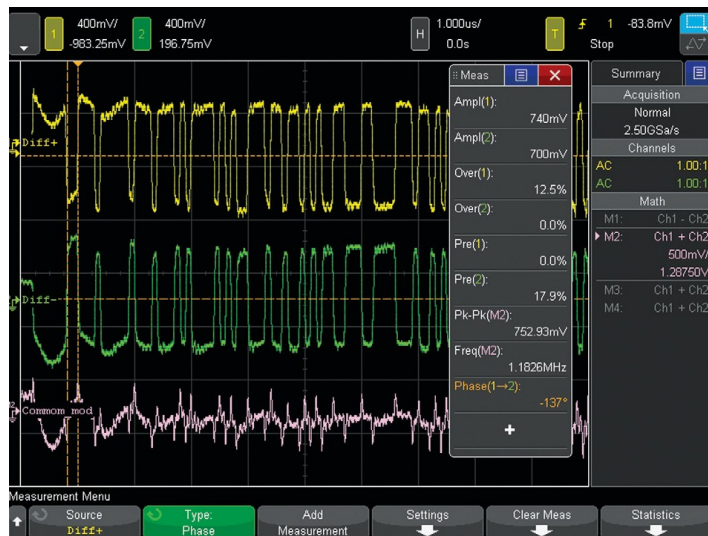 1 400mV/ -983.25mV
2 400mV/ 196.75mV
H 1.000us/ 0.0s
T 1 -83.8mV Stop
Diff+
Diff-
Commom mod
Meas
Ampl(1):
740mV
Ampl(2):
700mV
Over(1):
12.5%
Over(2):
0.0%
Pre(1):
0.0%
Pre(2):
17.9%
Pk-Pk(M2):
752.93mV
Freq(M2):
1.1826MHz
Phase(1→2):
-137°
+
Summary
Acquisition
Normal
2.50GSa/s
Channels
AC 1.00:1
AC 1.00:1
Math
M1: Ch1 - Ch2
M2: Ch1 + Ch2
500mV/
1.28750V
M3: Ch1 + Ch2
M4: Ch1 + Ch2
Measurement Menu
Source
Diff+
Type:
Phase
Add
Measurement
Settings
Clear Meas
Statistics